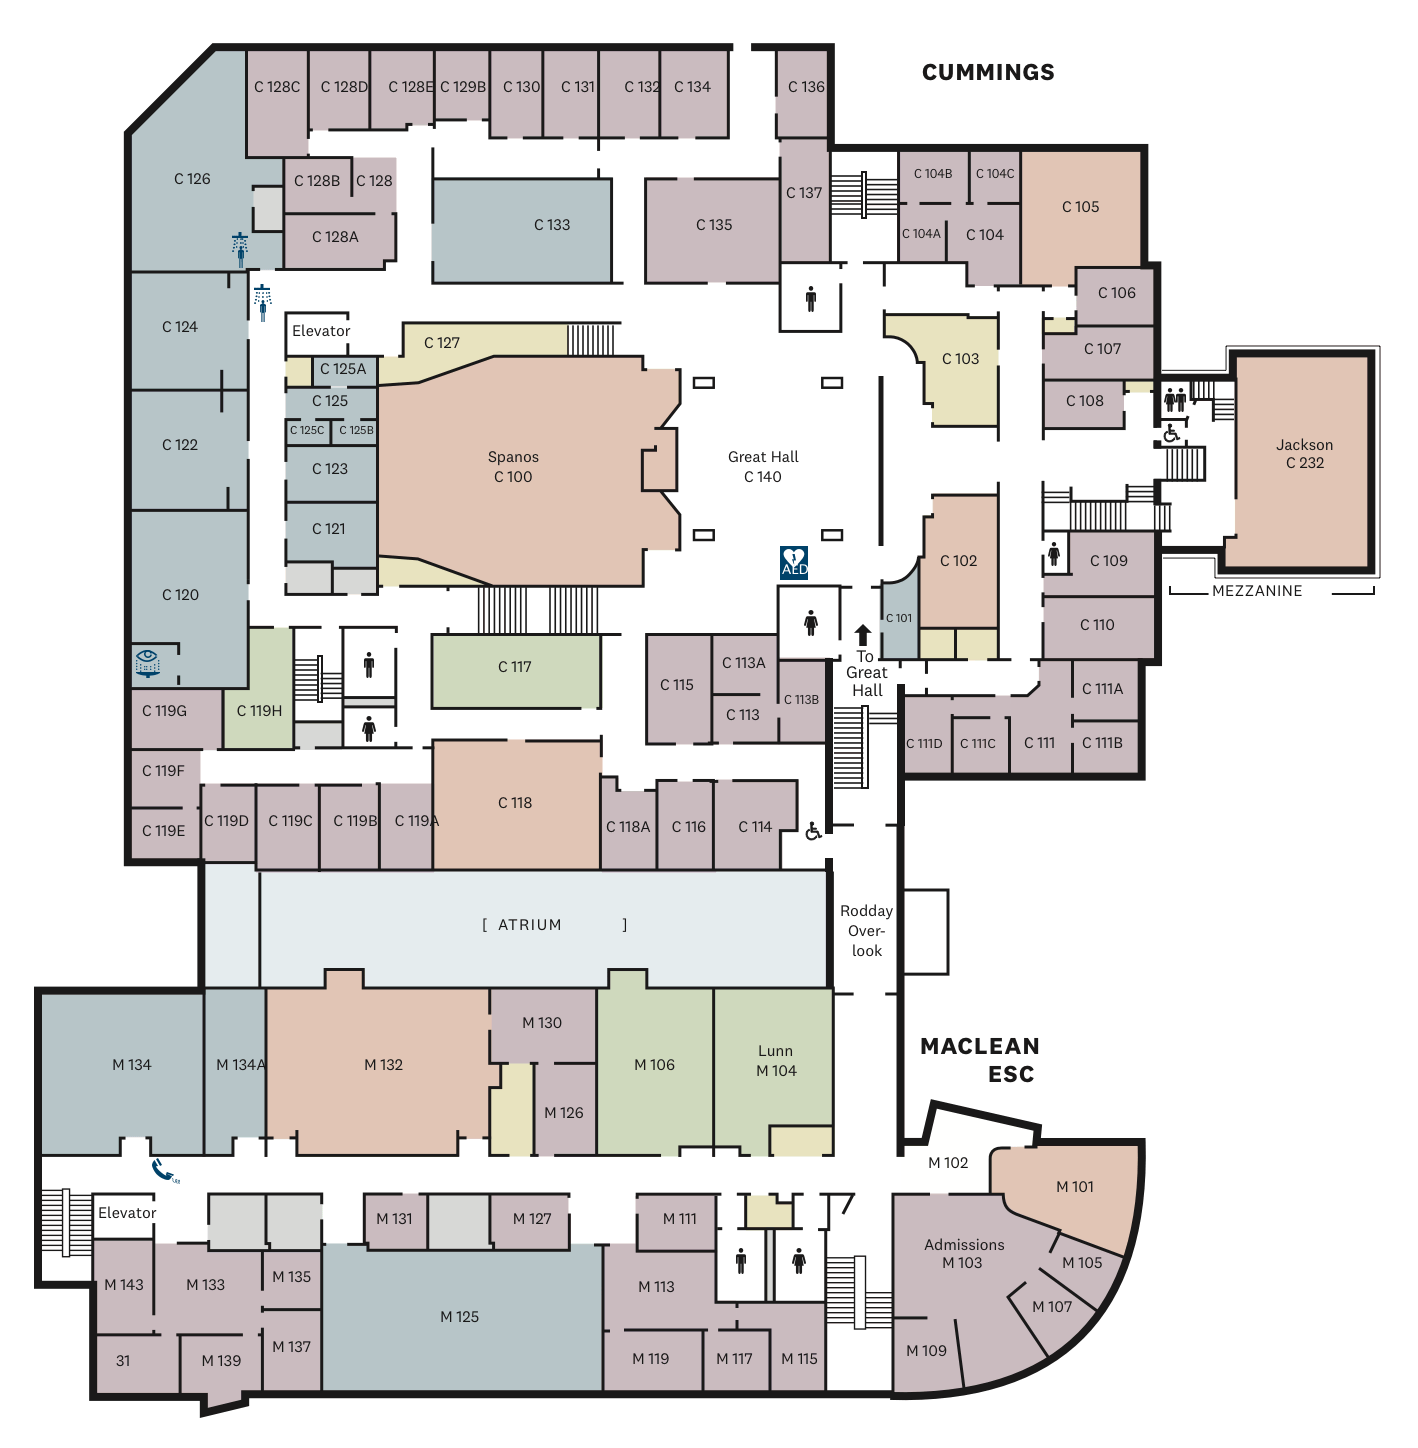 CUMMINGS
C 128C
C 128D
C 128E
C 129B
C 130
C 131
C 132
C 134
C 136
C 126
C 128B
C 128
C 128A
C 133
C 135
C 137
C 104B
C 104C
C 104A
C 104
C 105
C 106
C 107
C 108
C 103
C 124
Elevator
C 127
C 125A
C 125
C 125C
C 125B
C 122
C 123
C 121
C 120
Spanos
C 100
Great Hall
C 140
AED
C 102
C 101
Jackson
C 232
MEZZANINE
C 109
C 110
To
Great
Hall
C 117
C 115
C 113A
C 113
C 113B
C 111A
C 111D
C 111C
C 111
C 111B
C 119G
C 119H
C 119F
C 119E
C 119D
C 119C
C 119B
C 119A
C 118
C 118A
C 116
C 114
[ ATRIUM ]
Rodday
Over-
look
MACLEAN
ESC
M 134
M 134A
M 132
M 130
M 126
M 106
Lunn
M 104
M 102
M 101
Elevator
M 131
M 127
M 111
Admissions
M 103
M 105
M 107
M 109
M 143
M 133
M 135
M 137
31
M 139
M 125
M 113
M 119
M 117
M 115